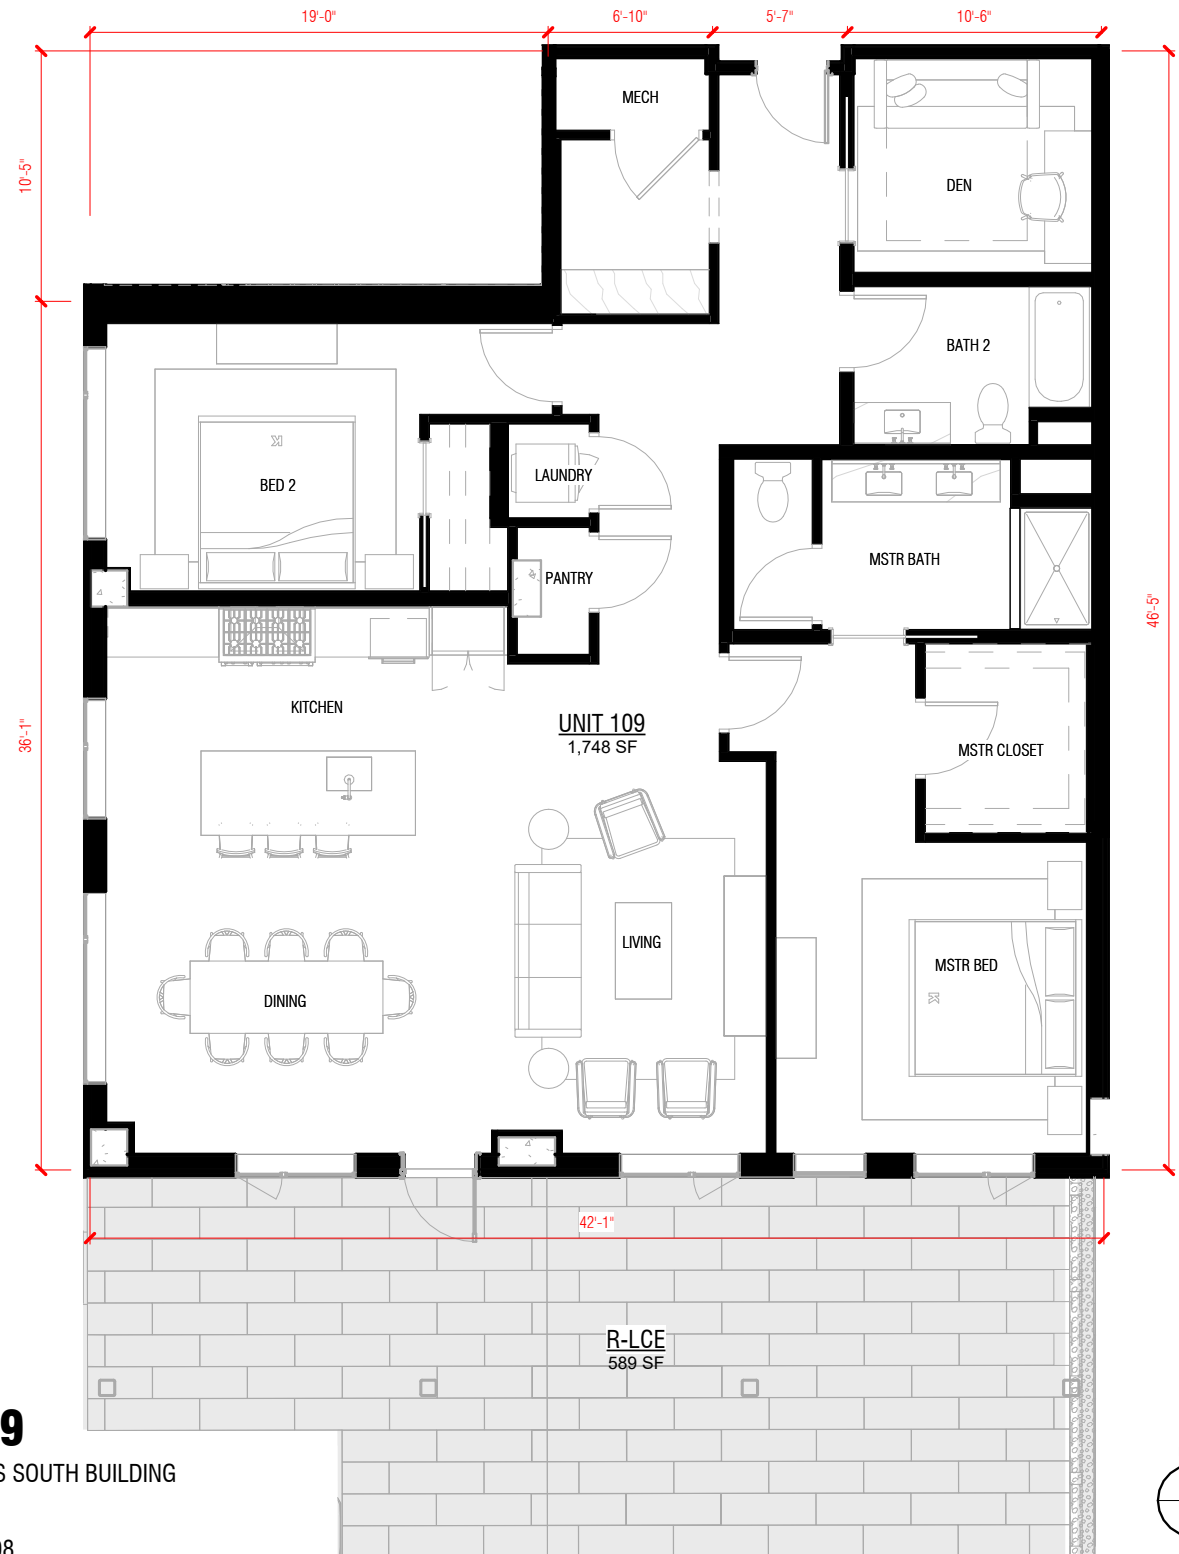 19'-0"
6'-10"
5'-7"
10'-6"
MECH
10'-5"
DEN
BATH 2
LAUNDRY
BED 2
MSTR BATH
PANTRY
46'-5"
KITCHEN
UNIT 109
1,748 SF
36'-1"
MSTR CLOSET
LIVING
MSTR BED
DINING
42'-1"
R-LCE
589 SF
9
S SOUTH BUILDING